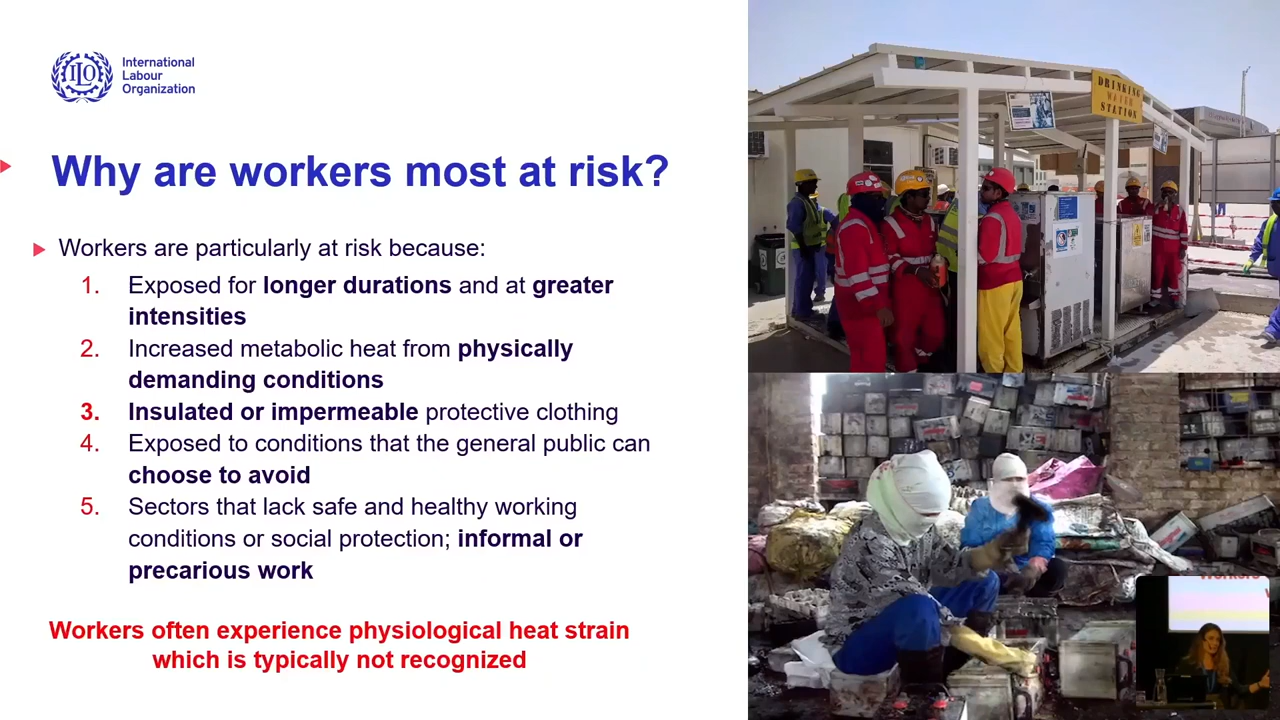 International
Labour
Organization
Why are workers most at risk?
Workers are particularly at risk because:
1. Exposed for longer durations and at greater
intensities
2. Increased metabolic heat from physically
demanding conditions
3. Insulated or impermeable protective clothing
4. Exposed to conditions that the general public can
choose to avoid
5. Sectors that lack safe and healthy working
conditions or social protection; informal or
precarious work
Workers often experience physiological heat strain
which is typically not recognized
DRINKING
WATER
STATION